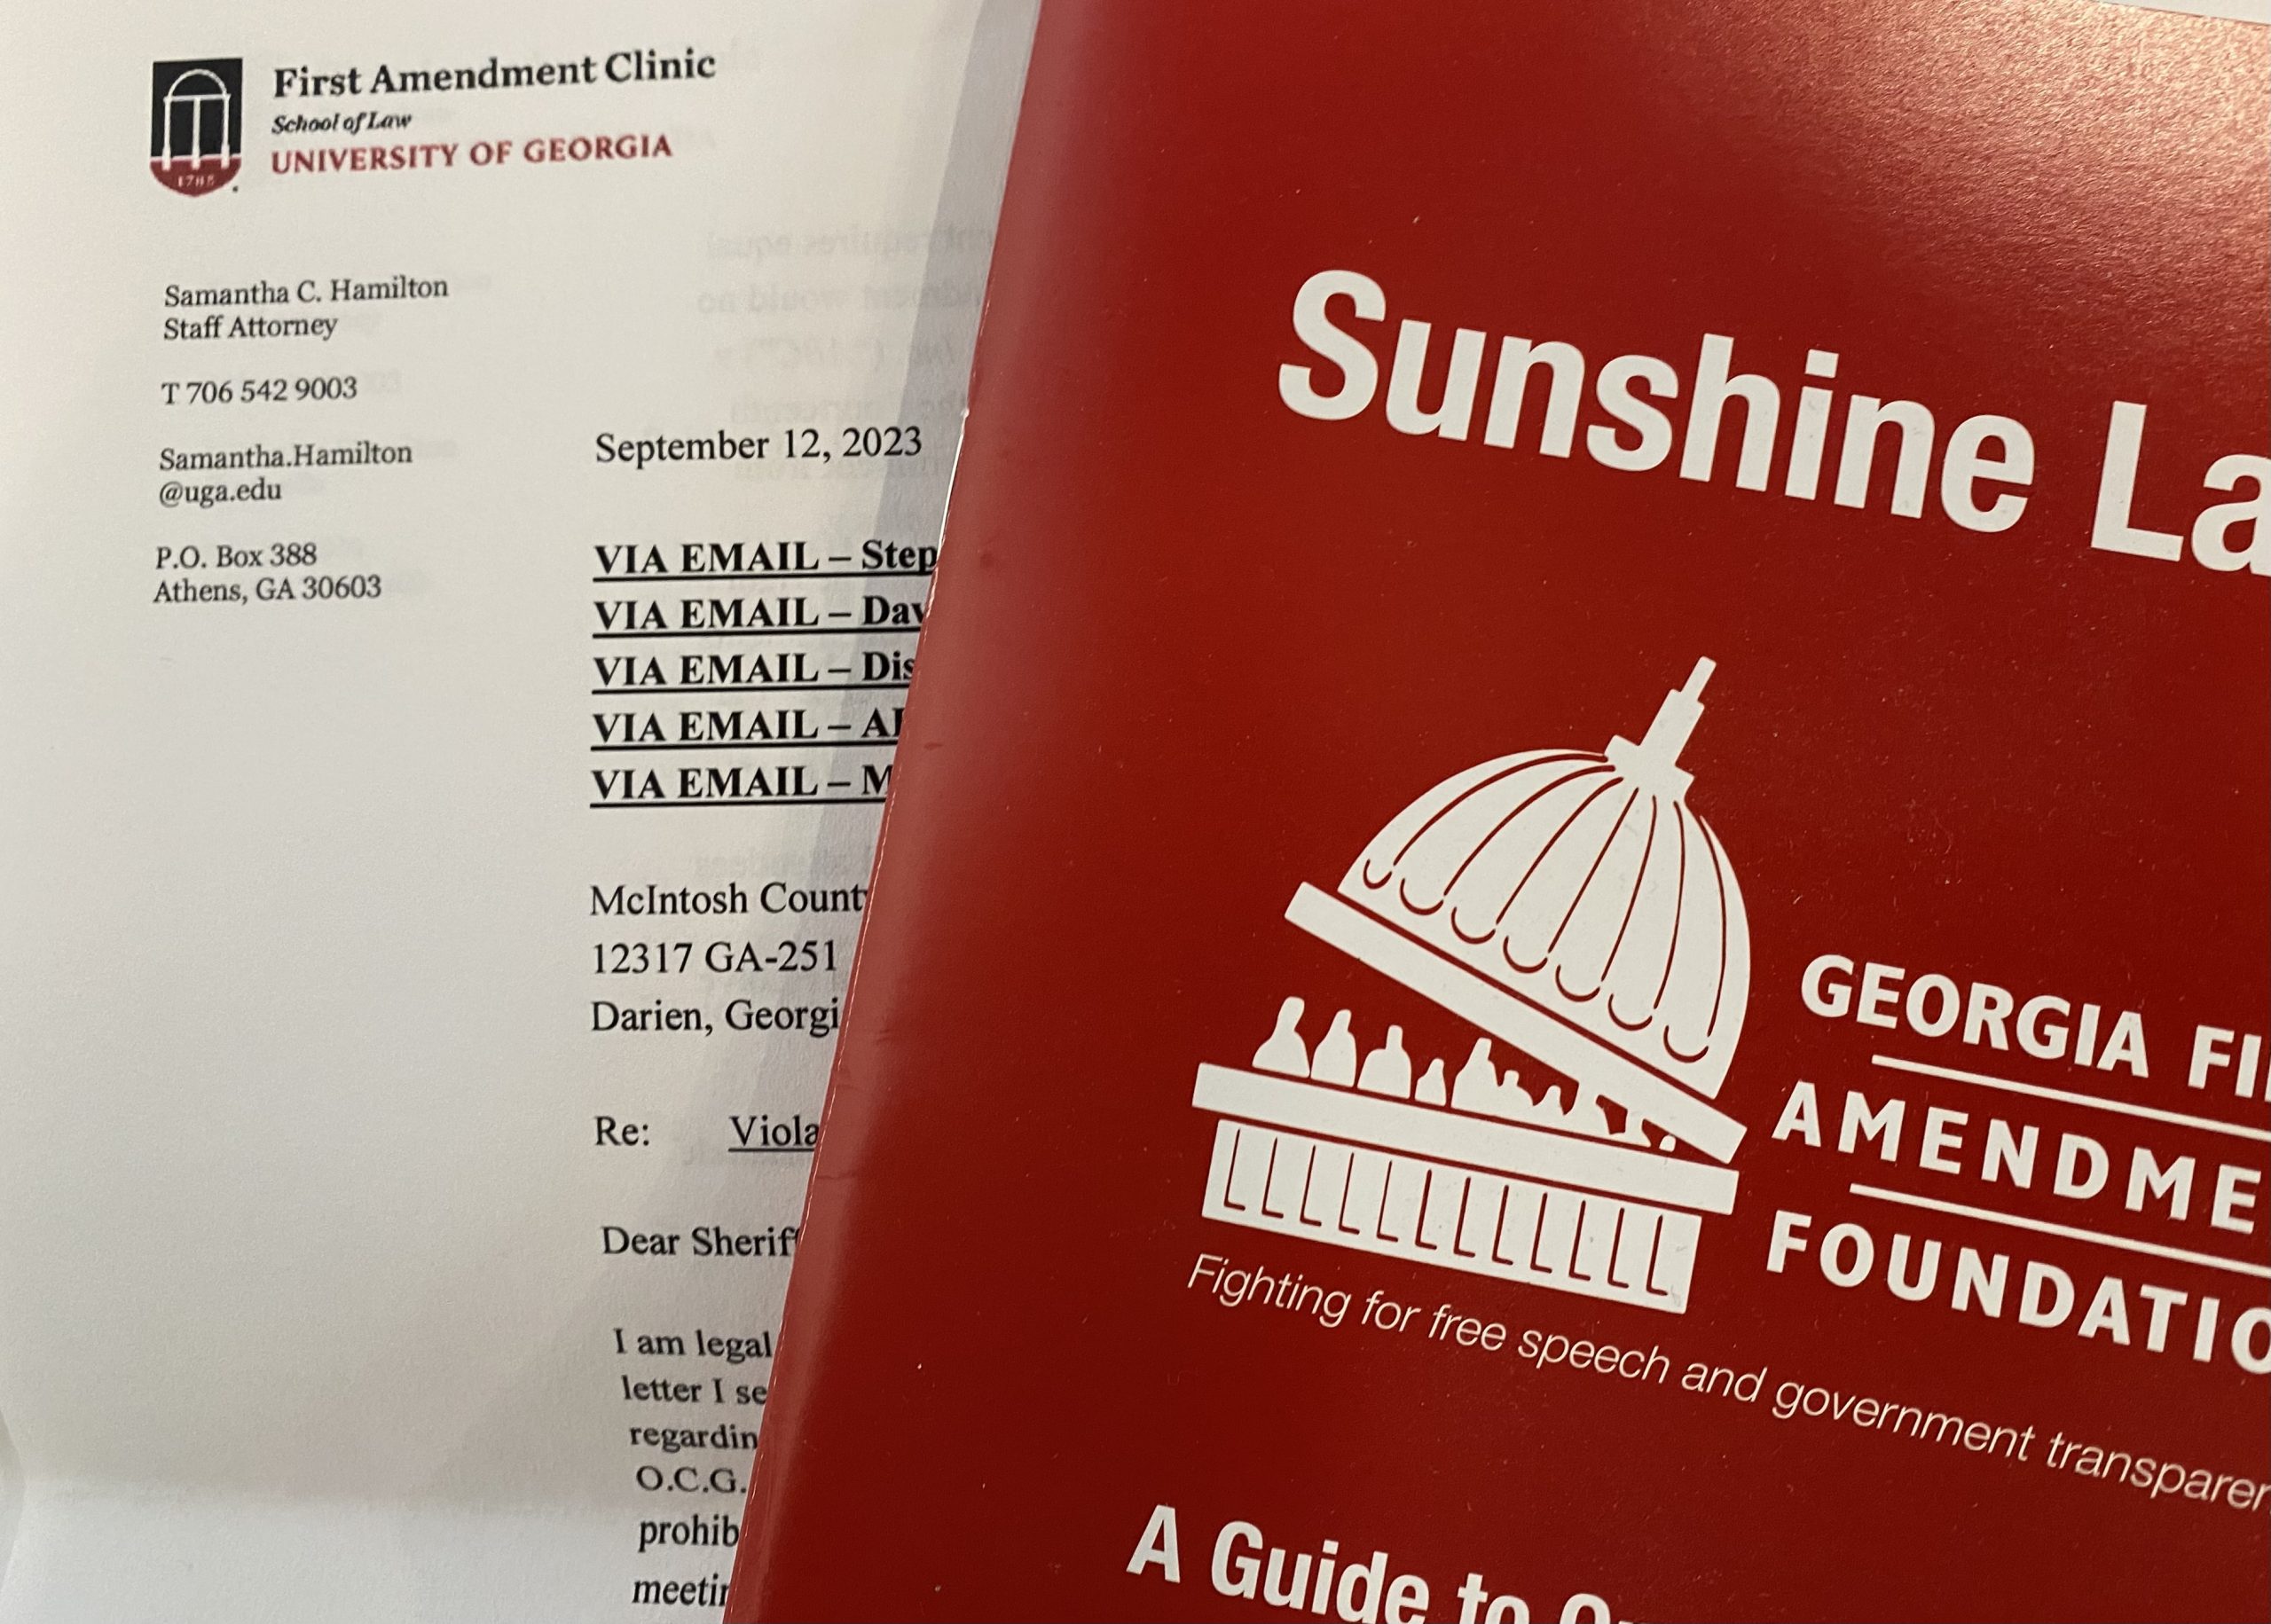 First Amendment Clinic
School of Law
UNIVERSITY OF GEORGIA
1785
Samantha C. Hamilton
Staff Attorney
T 706 542 9003
Samantha.Hamilton
@uga.edu
P.O. Box 388
Athens, GA 30603
September 12, 2023
VIA EMAIL – Step
VIA EMAIL – Dav
VIA EMAIL – Dis
VIA EMAIL – Al
VIA EMAIL – M
McIntosh Count
12317 GA-251
Darien, Georgi
Re: Viola
Dear Sheriff
I am legal
letter I se
regardin
O.C.G.
prohib
meetin
Sunshine La
GEORGIA FI
AMENDME
FOUNDATIO
Fighting for free speech and government transparen
A Guide to